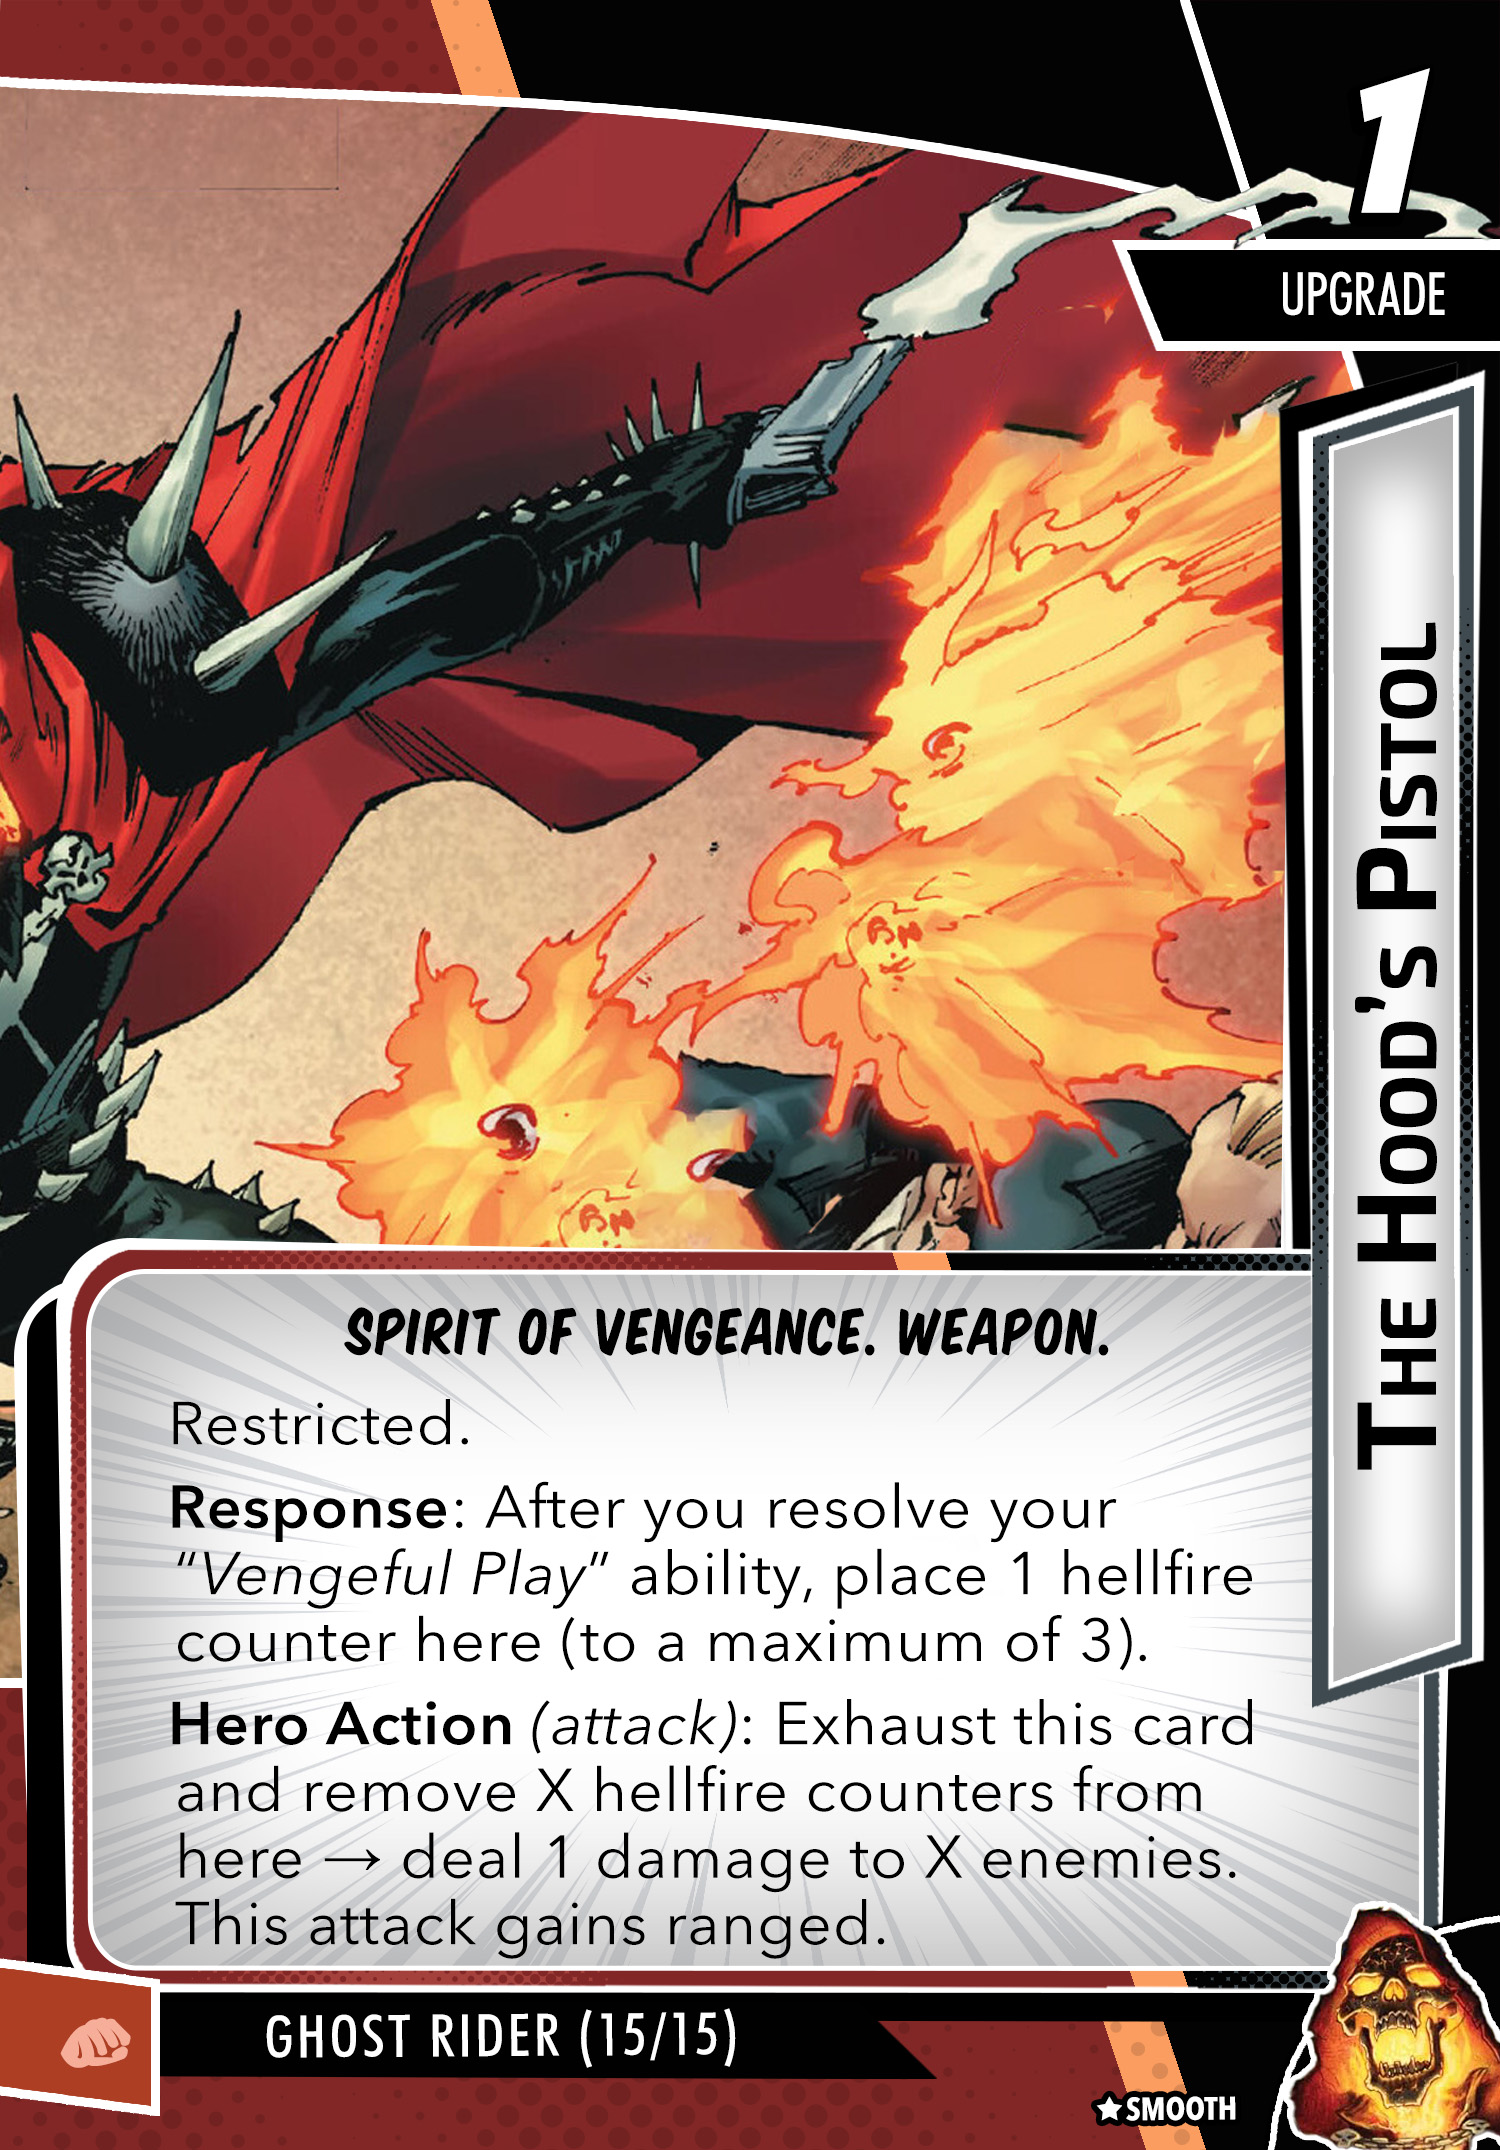 1
UPGRADE
THE HOOD'S PISTOL
SPIRIT OF VENGEANCE. WEAPON.
Restricted.
Response: After you resolve your
"Vengeful Play" ability, place 1 hellfire
counter here (to a maximum of 3).
Hero Action (attack): Exhaust this card
and remove X hellfire counters from
here → deal 1 damage to X enemies.
This attack gains ranged.
GHOST RIDER (15/15)
★SMOOTH